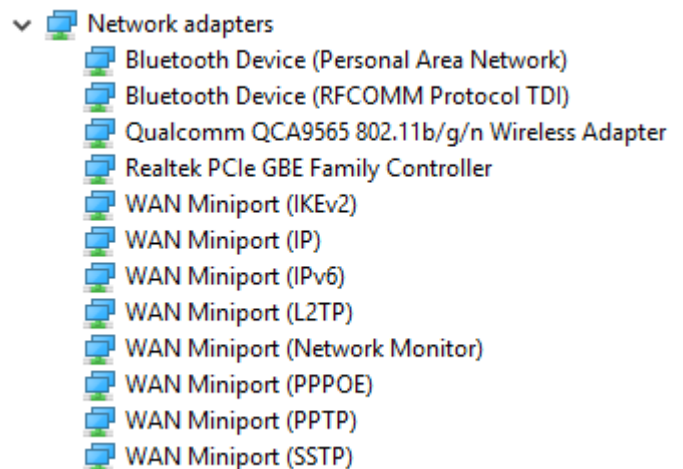 Network adapters
Bluetooth Device (Personal Area Network)
Bluetooth Device (RFCOMM Protocol TDI)
Qualcomm QCA9565 802.11b/g/n Wireless Adapter
Realtek PCIe GBE Family Controller
WAN Miniport (IKEv2)
WAN Miniport (IP)
WAN Miniport (IPv6)
WAN Miniport (L2TP)
WAN Miniport (Network Monitor)
WAN Miniport (PPPOE)
WAN Miniport (PPTP)
WAN Miniport (SSTP)